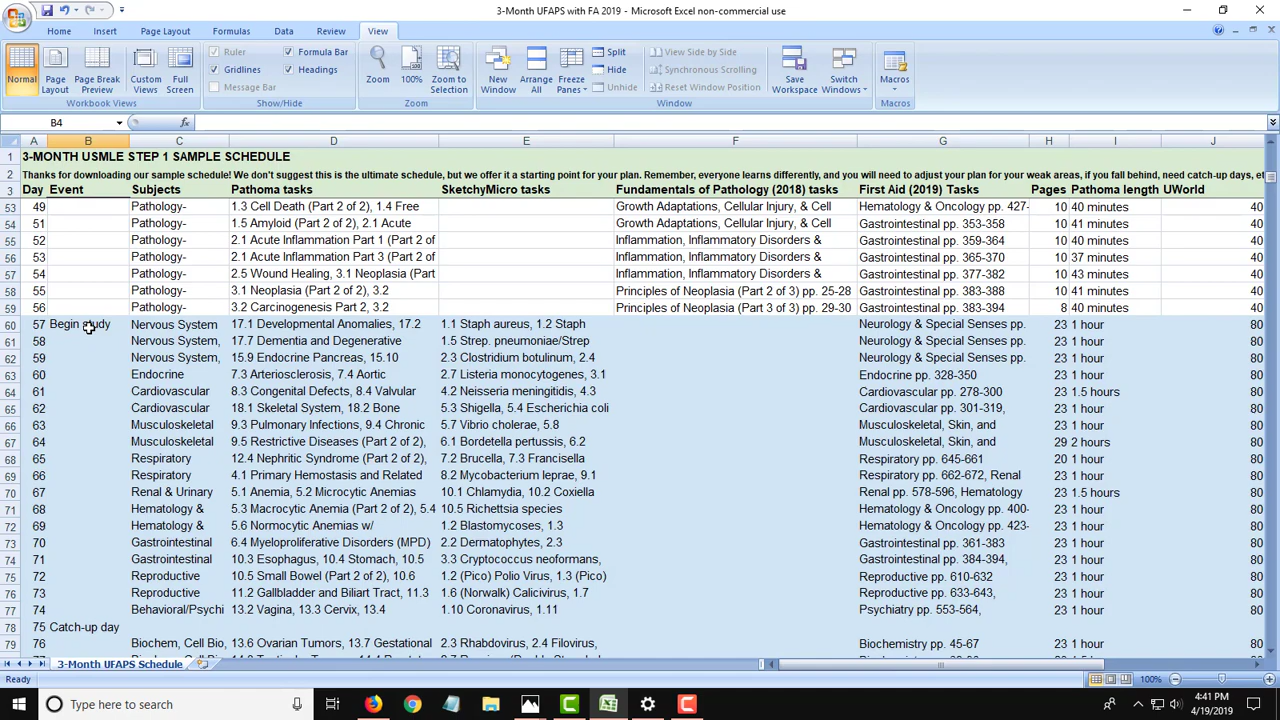 3-Month UFAPS with FA 2019 - Microsoft Excel non-commercial use
Home Insert Page Layout Formulas Data Review View
Normal Page Layout Page Break Preview Custom Views Full Screen
Ruler Formula Bar
Gridlines Headings
Message Bar
Zoom 100% Zoom to Selection
New Window Arrange All Freeze Panes
Split View Side by Side
Hide Synchronous Scrolling
Unhide Reset Window Position
Save Workspace Switch Windows Macros
Workbook Views Show/Hide Zoom Window Macros
B4 fx
A B C D E F G H I J
1 3-MONTH USMLE STEP 1 SAMPLE SCHEDULE
2 Thanks for downloading our sample schedule! We don't suggest this is the ultimate schedule, but we offer it a starting point for your plan. Remember, everyone learns differently, and you will need to adjust your plan for your weak areas, if you fall behind, need catch-up days, et
3 Day Event Subjects Pathoma tasks SketchyMicro tasks Fundamentals of Pathology (2018) tasks First Aid (2019) Tasks Pages Pathoma length UWorld
53 49 Pathology- 1.3 Cell Death (Part 2 of 2), 1.4 Free Growth Adaptations, Cellular Injury, & Cell Hematology & Oncology pp. 427- 10 40 minutes 40
54 51 Pathology- 1.5 Amyloid (Part 2 of 2), 2.1 Acute Growth Adaptations, Cellular Injury, & Cell Gastrointestinal pp. 353-358 10 41 minutes 40
55 52 Pathology- 2.1 Acute Inflammation Part 1 (Part 2 of Inflammation, Inflammatory Disorders & Gastrointestinal pp. 359-364 10 40 minutes 40
56 53 Pathology- 2.1 Acute Inflammation Part 3 (Part 2 of Inflammation, Inflammatory Disorders & Gastrointestinal pp. 365-370 10 37 minutes 40
57 54 Pathology- 2.5 Wound Healing, 3.1 Neoplasia (Part Inflammation, Inflammatory Disorders & Gastrointestinal pp. 377-382 10 43 minutes 40
58 55 Pathology- 3.1 Neoplasia (Part 2 of 2), 3.2 Principles of Neoplasia (Part 2 of 3) pp. 25-28 Gastrointestinal pp. 383-388 10 41 minutes 40
59 56 Pathology- 3.2 Carcinogenesis Part 2, 3.3 Principles of Neoplasia (Part 3 of 3) pp. 29-30 Gastrointestinal pp. 383-394 8 40 minutes 40
60 57 Begin study Nervous System 17.1 Developmental Anomalies, 17.2 1.1 Staph aureus, 1.2 Staph Neurology & Special Senses pp. 23 1 hour 80
61 58 Nervous System, 17.7 Dementia and Degenerative 1.5 Strep. pneumoniae/Strep Neurology & Special Senses pp. 23 1 hour 80
62 59 Nervous System, 15.9 Endocrine Pancreas, 15.10 2.3 Clostridium botulinum, 2.4 Neurology & Special Senses pp. 23 1 hour 80
63 60 Endocrine 7.3 Arteriosclerosis, 7.4 Aortic 2.7 Listeria monocytogenes, 3.1 Endocrine pp. 328-350 23 1 hour 80
64 61 Cardiovascular 8.3 Congenital Defects, 8.4 Valvular 4.2 Neisseria meningitidis, 4.3 Cardiovascular pp. 278-300 23 1.5 hours 80
65 62 Cardiovascular 18.1 Skeletal System, 18.2 Bone 5.3 Shigella, 5.4 Escherichia coli Cardiovascular pp. 301-319, 23 1 hour 80
66 63 Musculoskeletal 9.3 Pulmonary Infections, 9.4 Chronic 5.7 Vibrio cholerae, 5.8 Musculoskeletal, Skin, and 23 1 hour 80
67 64 Musculoskeletal 9.5 Restrictive Diseases (Part 2 of 2), 6.1 Bordetella pertussis, 6.2 Musculoskeletal, Skin, and 29 2 hours 80
68 65 Respiratory 12.4 Nephritic Syndrome (Part 2 of 2), 7.2 Brucella, 7.3 Francisella Respiratory pp. 645-661 20 1 hour 80
69 66 Respiratory 4.1 Primary Hemostasis and Related 8.2 Mycobacterium leprae, 9.1 Respiratory pp. 662-672, Renal 23 1 hour 80
70 67 Renal & Urinary 5.1 Anemia, 5.2 Microcytic Anemias 10.1 Chlamydia, 10.2 Coxiella Renal pp. 578-596, Hematology 23 1.5 hours 80
71 68 Hematology & 5.3 Macrocytic Anemia (Part 2 of 2), 5.4 10.5 Richettsia species Hematology & Oncology pp. 400- 23 1 hour 80
72 69 Hematology & 5.6 Normocytic Anemias w/ 1.2 Blastomycoses, 1.3 Hematology & Oncology pp. 423- 23 1 hour 80
73 70 Gastrointestinal 6.4 Myeloproliferative Disorders (MPD) 2.2 Dermatophytes, 2.3 Gastrointestinal pp. 361-383 23 1 hour 80
74 71 Gastrointestinal 10.3 Esophagus, 10.4 Stomach, 10.5 3.3 Cryptococcus neoformans, Gastrointestinal pp. 384-394, 23 1 hour 80
75 72 Reproductive 10.5 Small Bowel (Part 2 of 2), 10.6 1.2 (Pico) Polio Virus, 1.3 (Pico) Reproductive pp. 610-632 23 1 hour 80
76 73 Reproductive 11.2 Gallbladder and Biliary Tract, 11.3 1.6 (Norwalk) Calicivirus, 1.7 Reproductive pp. 633-643, 23 1 hour 80
77 74 Behavioral/Psychi 13.2 Vagina, 13.3 Cervix, 13.4 1.10 Coronavirus, 1.11 Psychiatry pp. 553-564, 23 1 hour 80
78 75 Catch-up day
79 76 Biochem, Cell Bio, 13.6 Ovarian Tumors, 13.7 Gestational 2.3 Rhabdovirus, 2.4 Filovirus, Biochemistry pp. 45-67 23 1 hour 80
3-Month UFAPS Schedule
Ready 100%
Type here to search
4:41 PM
4/19/2019